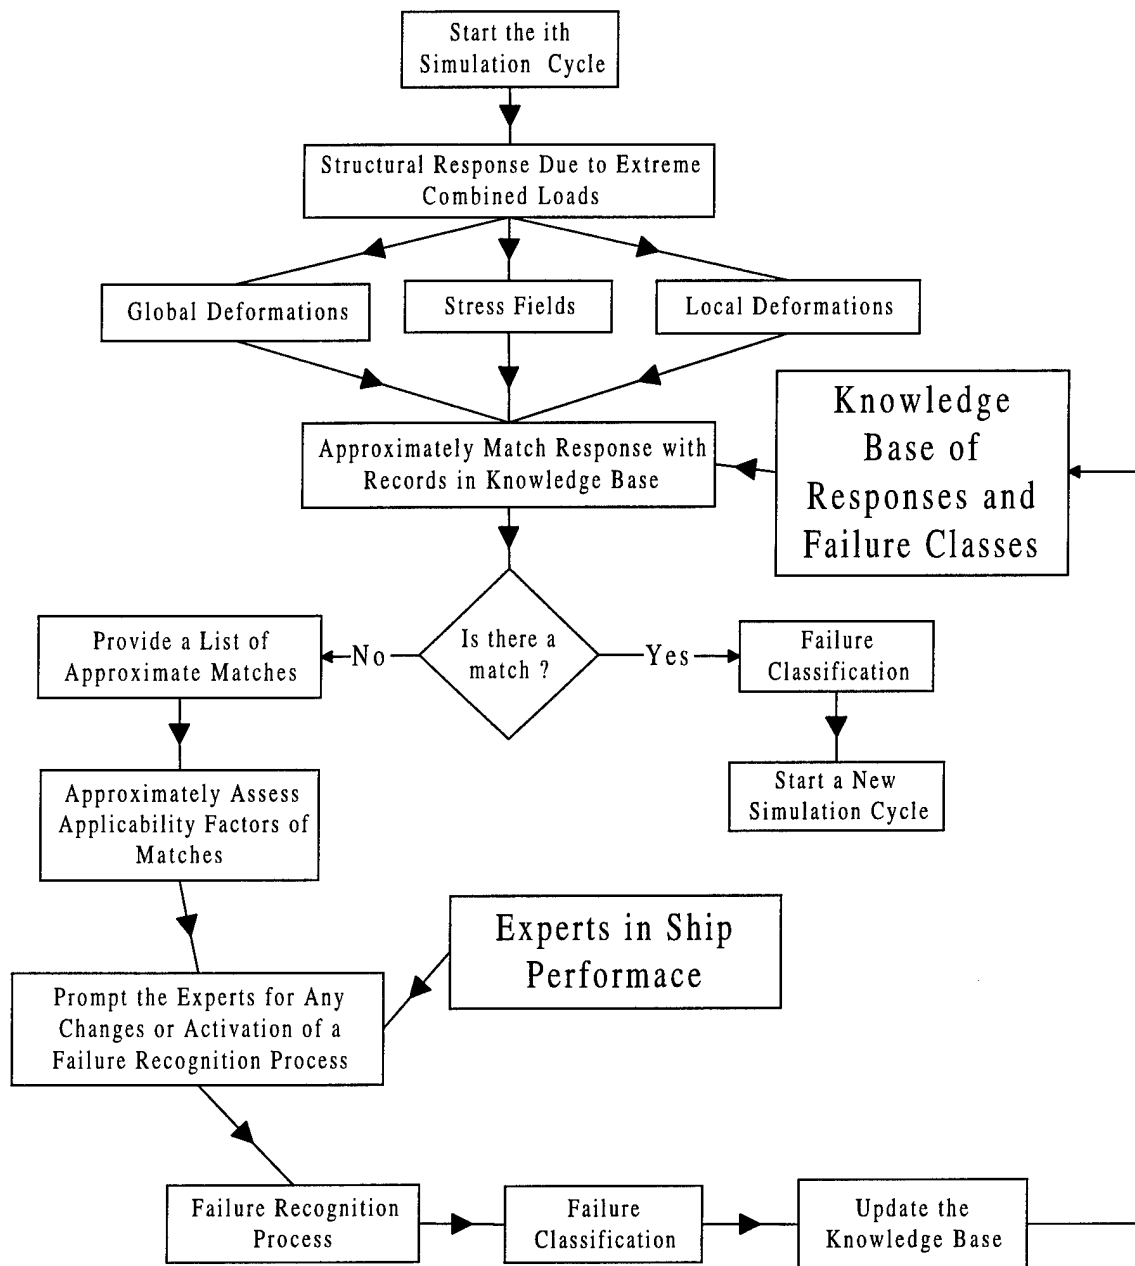 Start the ith
Simulation Cycle
Structural Response Due to Extreme
Combined Loads
Global Deformations
Stress Fields
Local Deformations
Approximately Match Response with
Records in Knowledge Base
Knowledge
Base of
Responses and
Failure Classes
Is there a
match ?
No
Yes
Provide a List of
Approximate Matches
Failure
Classification
Start a New
Simulation Cycle
Approximately Assess
Applicability Factors of
Matches
Experts in Ship
Performace
Prompt the Experts for Any
Changes or Activation of a
Failure Recognition Process
Failure Recognition
Process
Failure
Classification
Update the
Knowledge Base